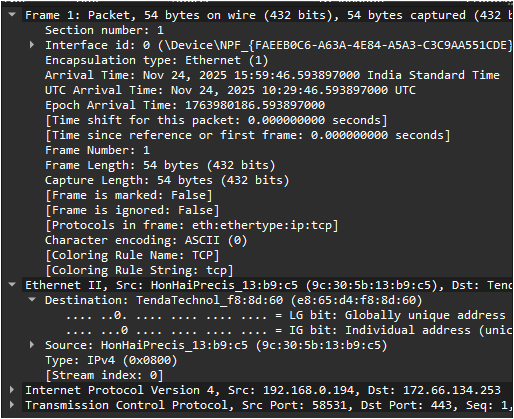 Frame 1: Packet, 54 bytes on wire (432 bits), 54 bytes captured (432 b
Section number: 1
Interface id: 0 (\Device\NPF_{FAEEB0C6-A63A-4E84-A5A3-C3C9AA551CDE}
Encapsulation type: Ethernet (1)
Arrival Time: Nov 24, 2025 15:59:46.593897000 India Standard Time
UTC Arrival Time: Nov 24, 2025 10:29:46.593897000 UTC
Epoch Arrival Time: 1763980186.593897000
[Time shift for this packet: 0.000000000 seconds]
[Time since reference or first frame: 0.000000000 seconds]
Frame Number: 1
Frame Length: 54 bytes (432 bits)
Capture Length: 54 bytes (432 bits)
[Frame is marked: False]
[Frame is ignored: False]
[Protocols in frame: eth:ethertype:ip:tcp]
Character encoding: ASCII (0)
[Coloring Rule Name: TCP]
[Coloring Rule String: tcp]
Ethernet II, Src: HonHaiPrecis_13:b9:c5 (9c:30:5b:13:b9:c5), Dst: Tend
Destination: TendaTechnol_f8:8d:60 (e8:65:d4:f8:8d:60)
.... ..0. .... .... .... .... = LG bit: Globally unique address
.... ...0 .... .... .... .... = IG bit: Individual address (unic
Source: HonHaiPrecis_13:b9:c5 (9c:30:5b:13:b9:c5)
Type: IPv4 (0x0800)
[Stream index: 0]
Internet Protocol Version 4, Src: 192.168.0.194, Dst: 172.66.134.253
Transmission Control Protocol, Src Port: 58531, Dst Port: 443, Seq: 1,